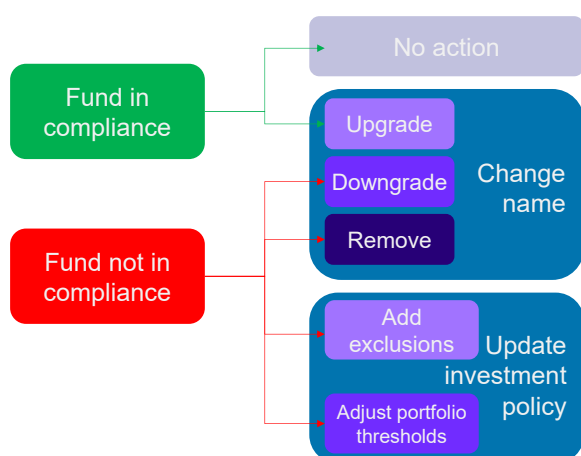 No action
Fund in
compliance
Upgrade
Downgrade
Remove
Change
name
Fund not in
compliance
Add
exclusions
Adjust portfolio
thresholds
Update
investment
policy